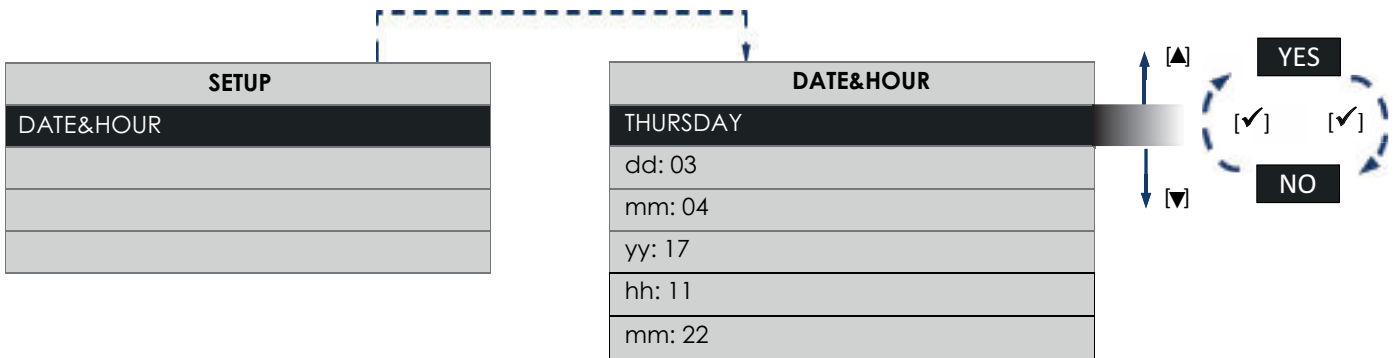 SETUP
DATE&HOUR
DATE&HOUR
THURSDAY
dd: 03
mm: 04
yy: 17
hh: 11
mm: 22
[▲]
[▼]
YES
[✓] [✓]
NO